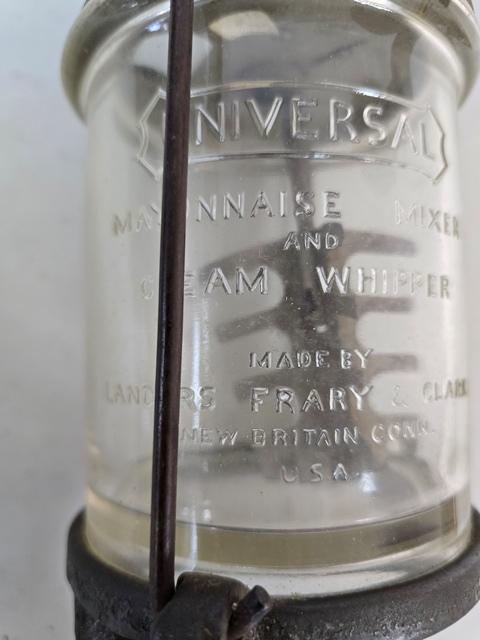 UNIVERSAL
MAYONNAISE MIXER
AND
CREAM WHIPPER
MADE BY
LANDERS FRARY & CLARK
NEW BRITAIN CONN.
U.S.A.